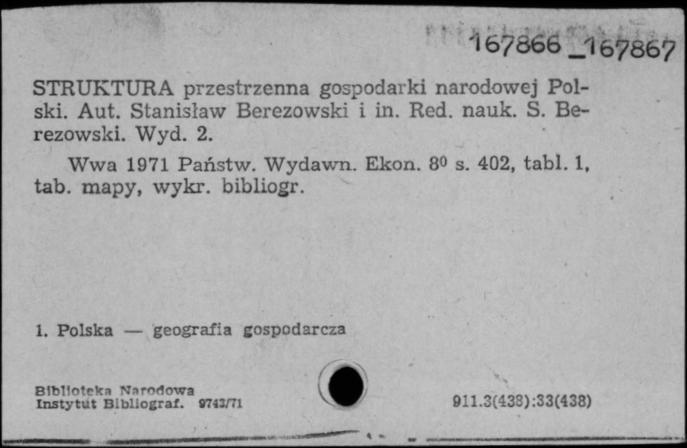 167866_167867
STRUKTURA przestrzenna gospodarki narodowej Pol-
ski. Aut. Stanisław Berezowski i in. Red. nauk. S. Be-
rezowski. Wyd. 2.
Wwa 1971 Państw. Wydawn. Ekon. 8⁰ s. 402, tabl. 1,
tab. mapy, wykr. bibliogr.
1. Polska — geografia gospodarcza
Biblioteka Narodowa
Instytut Bibliograf. 9743/71
911.3(438):33(438)